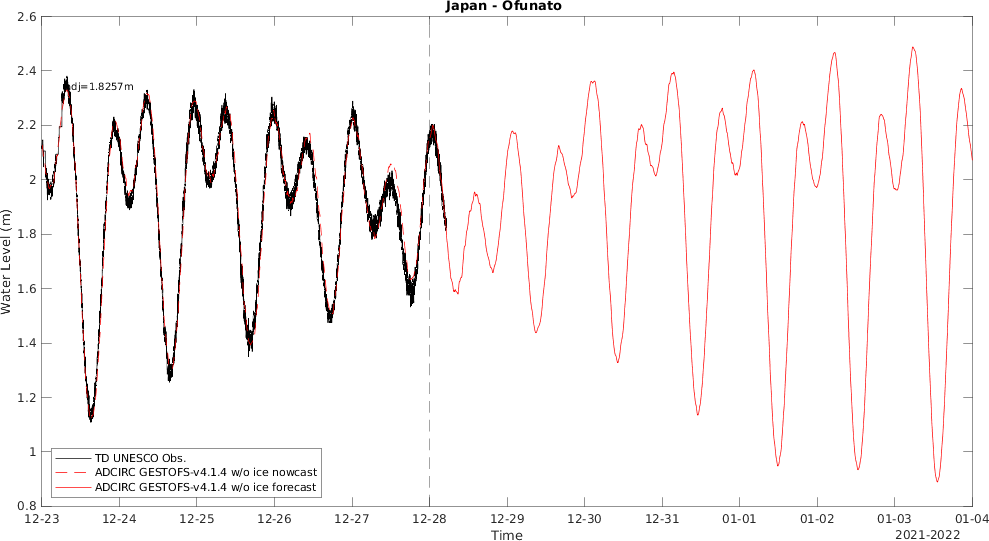 Japan - Ofunato
2.6
2.4
2.2
2
1.8
1.6
1.4
1.2
1
0.8
Water Level (m)
dj=1.8257m
TD UNESCO Obs.
ADCIRC GESTOFS-v4.1.4 w/o ice nowcast
ADCIRC GESTOFS-v4.1.4 w/o ice forecast
12-23 12-24 12-25 12-26 12-27 12-28 12-29 12-30 12-31 01-01 01-02 01-03 01-04
Time
2021-2022